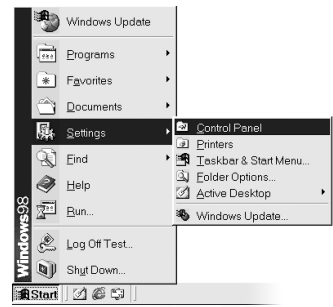 Windows Update
Programs
Favorites
Documents
Settings
Find
Help
Run...
Log Off Test...
Shut Down...
Control Panel
Printers
Taskbar & Start Menu...
Folder Options...
Active Desktop
Windows Update...
Windows98
Start